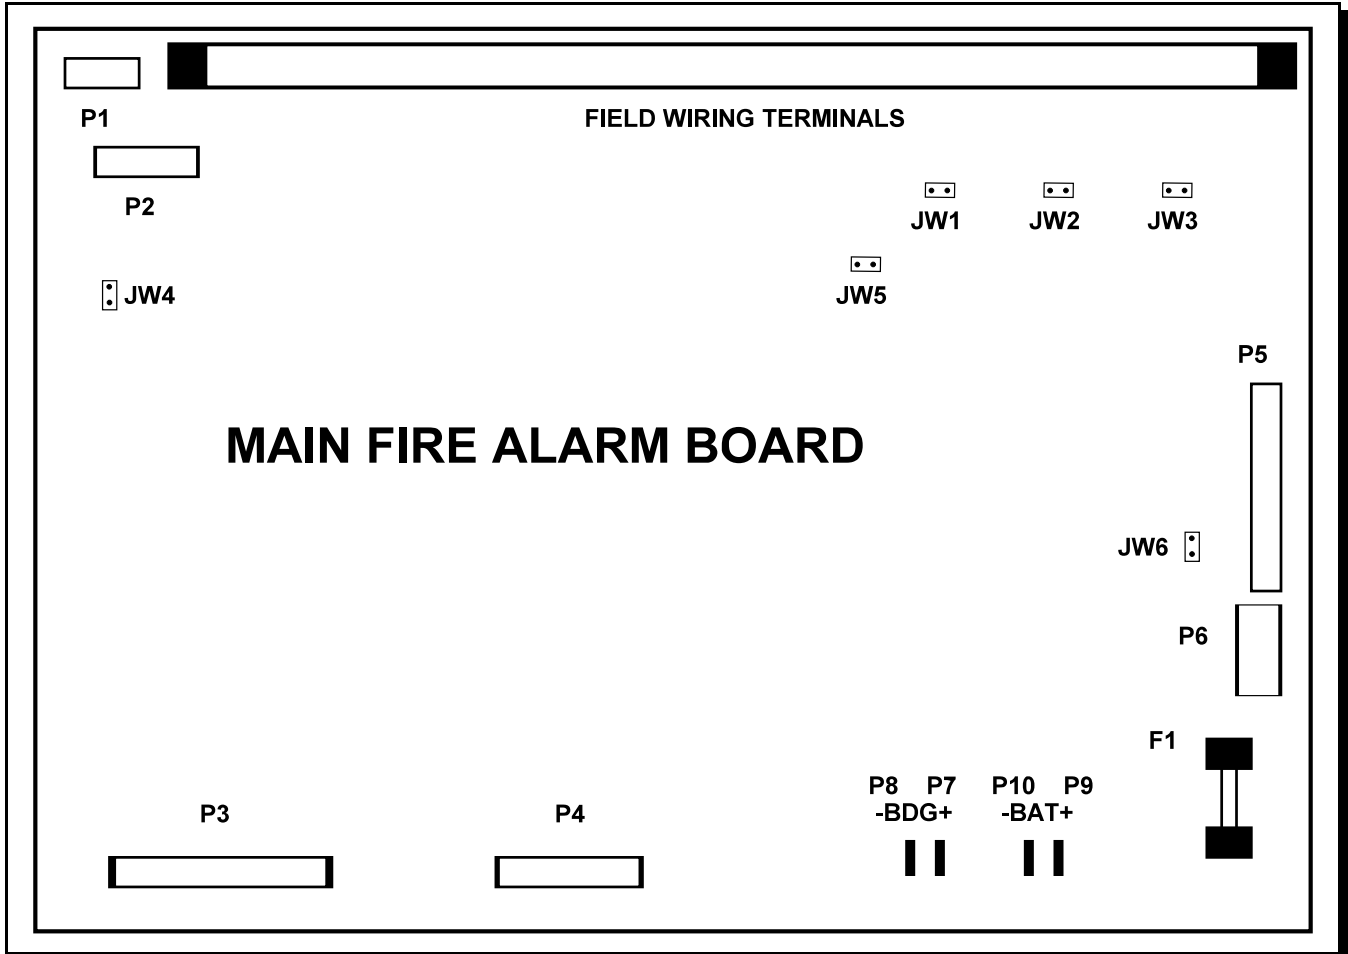 P1
FIELD WIRING TERMINALS
P2
JW1 JW2 JW3
JW4
JW5
P5
MAIN FIRE ALARM BOARD
JW6
P6
F1
P8 P7 P10 P9
-BDG+ -BAT+
P3
P4